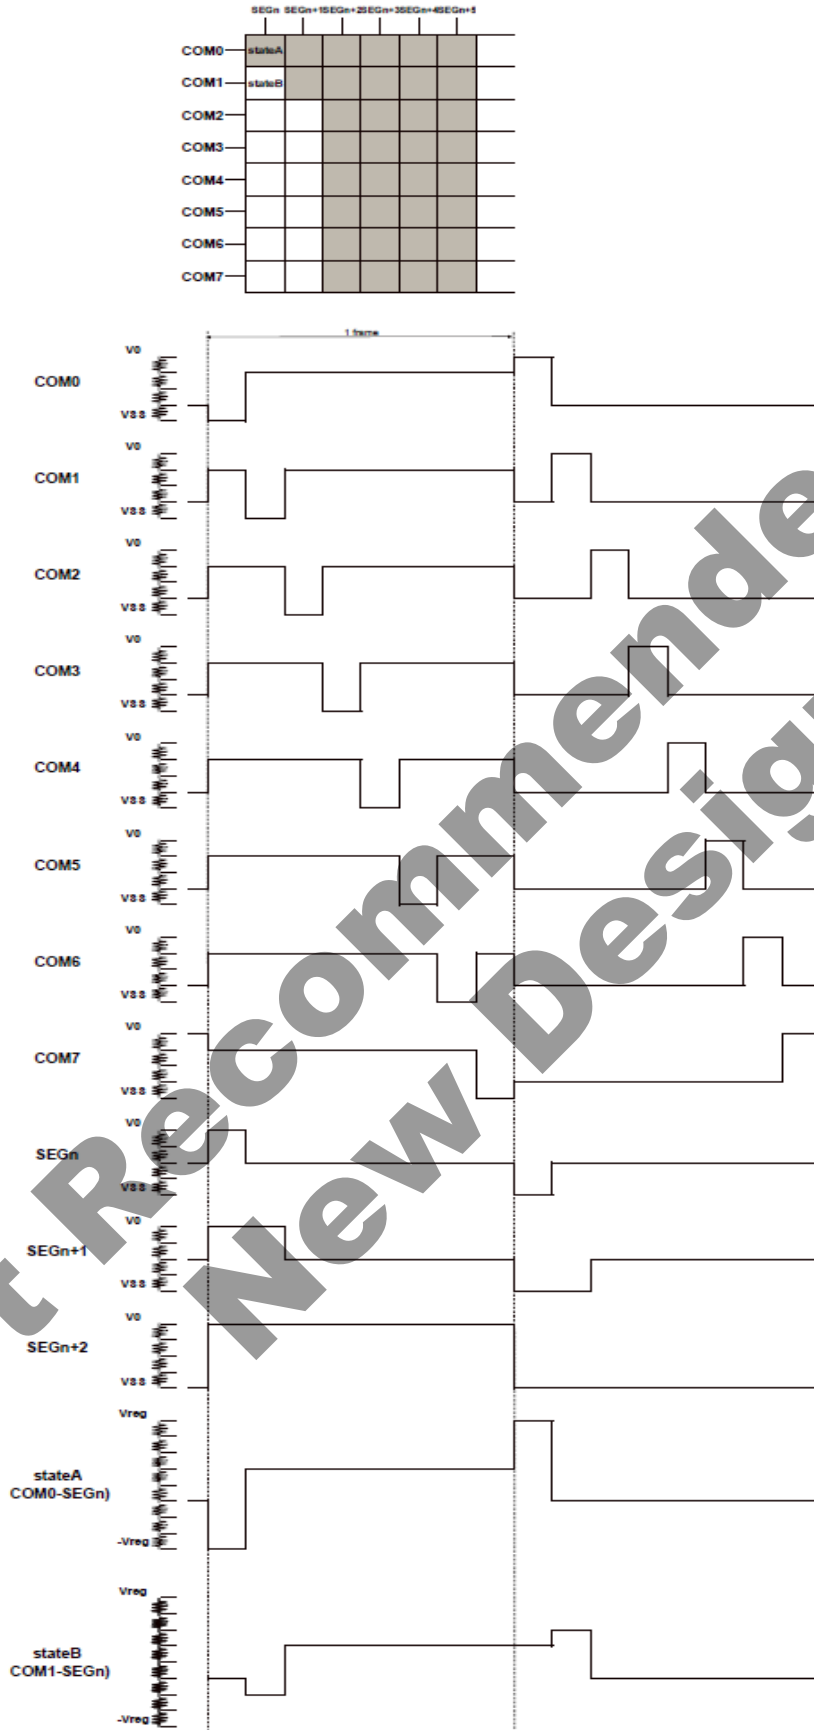 SEGn SEGn+1SEGn+2SEGn+3SEGn+4SEGn+5
COM0 stateA
COM1 stateB
COM2
COM3
COM4
COM5
COM6
COM7
1 frame
V0
COM0
VSS
V0
COM1
VSS
V0
COM2
VSS
V0
COM3
VSS
V0
COM4
VSS
V0
COM5
VSS
V0
COM6
VSS
V0
COM7
VSS
V0
SEGn
VSS
V0
SEGn+1
VSS
V0
SEGn+2
VSS
Vreg
stateA
COM0-SEGn)
-Vreg
Vreg
stateB
COM1-SEGn)
-Vreg
t Recommende
New Desig